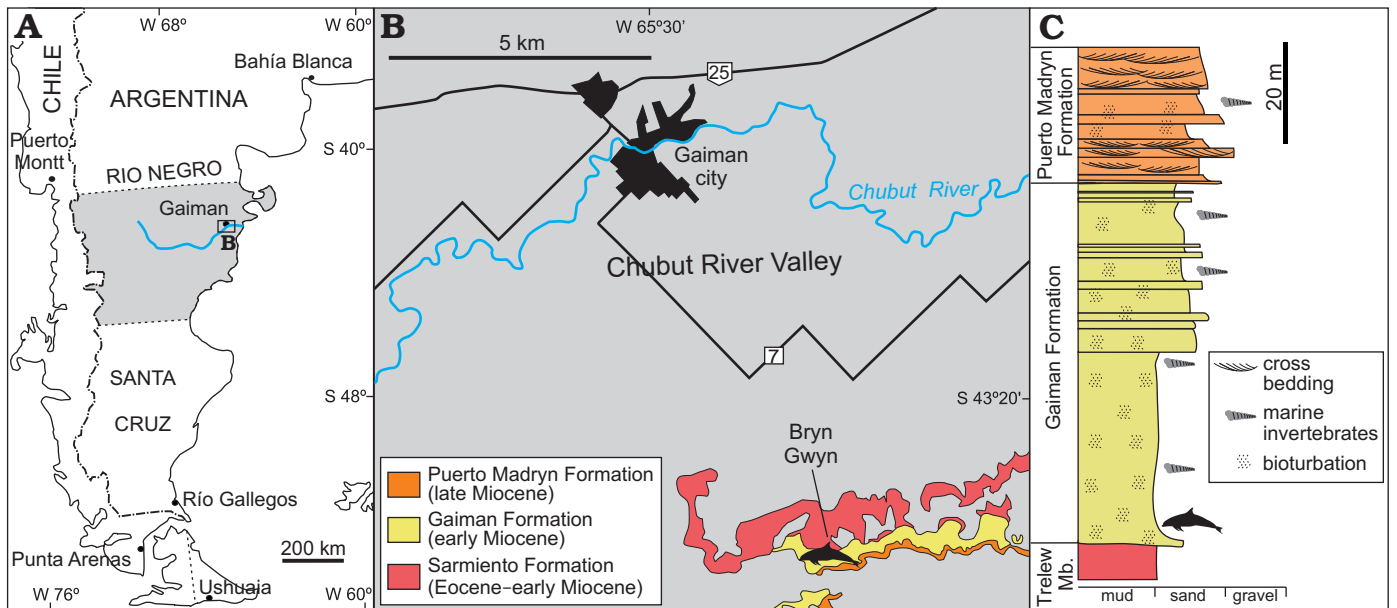 A
W 68º
W 60º
CHILE
Bahía Blanca
ARGENTINA
Puerto
Montt
S 40º
RIO NEGRO
Gaiman
B
SANTA
CRUZ
S 48º
Río Gallegos
Punta Arenas
200 km
Ushuaia
W 76º
W 60º
B
W 65º30'
5 km
25
Gaiman
city
Chubut River
Chubut River Valley
7
S 43º20'
Bryn
Gwyn
Puerto Madryn Formation
(late Miocene)
Gaiman Formation
(early Miocene)
Sarmiento Formation
(Eocene–early Miocene)
C
Puerto Madryn
Formation
20 m
Gaiman Formation
cross
bedding
marine
invertebrates
bioturbation
Trelew
Mb.
mud
sand
gravel